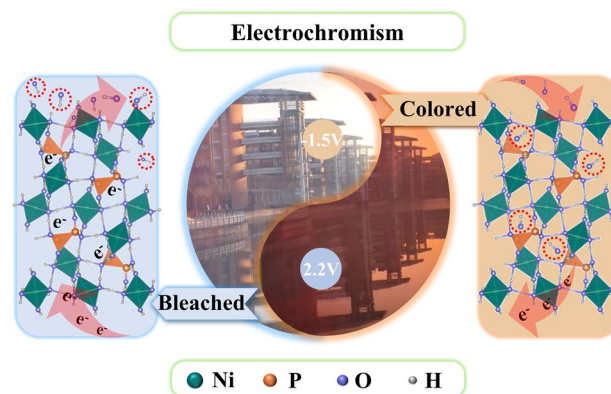 Electrochromism
Colored
-1.5V
2.2V
Bleached
e-
e-
e-
e-
e-
e-
e-
e-
e-
e-
Ni P O H